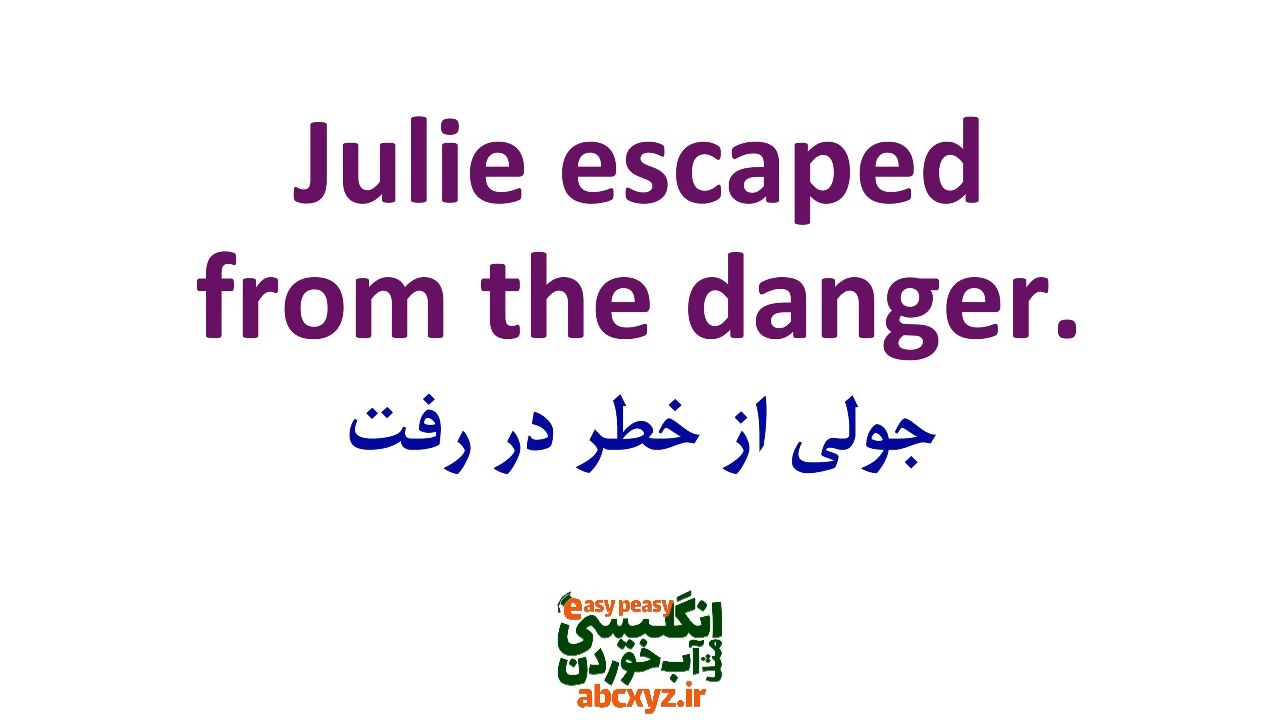 Julie escaped
from the danger.
جولی از خطر در رفت
easy peasy
انگلیسی
مثل آب خوردن
abcxyz.ir